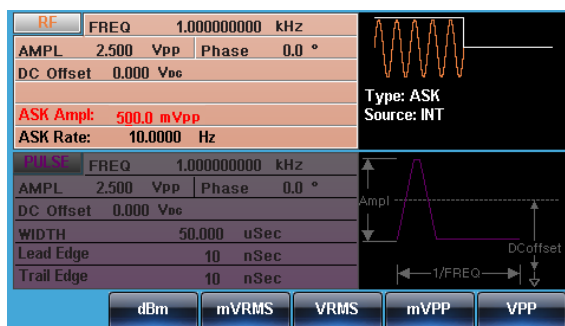 RF FREQ 1.000000000 kHz
AMPL 2.500 Vpp Phase 0.0 °
DC Offset 0.000 VDC
ASK Ampl: 500.0 mVpp
ASK Rate: 10.0000 Hz
Type: ASK
Source: INT
PULSE FREQ 1.000000000 kHz
AMPL 2.500 Vpp Phase 0.0 °
DC Offset 0.000 VDC
WIDTH 50.000 uSec
Lead Edge 10 nSec
Trail Edge 10 nSec
Ampl
DCoffset
1/FREQ
dBm mVRMS VRMS mVPP VPP